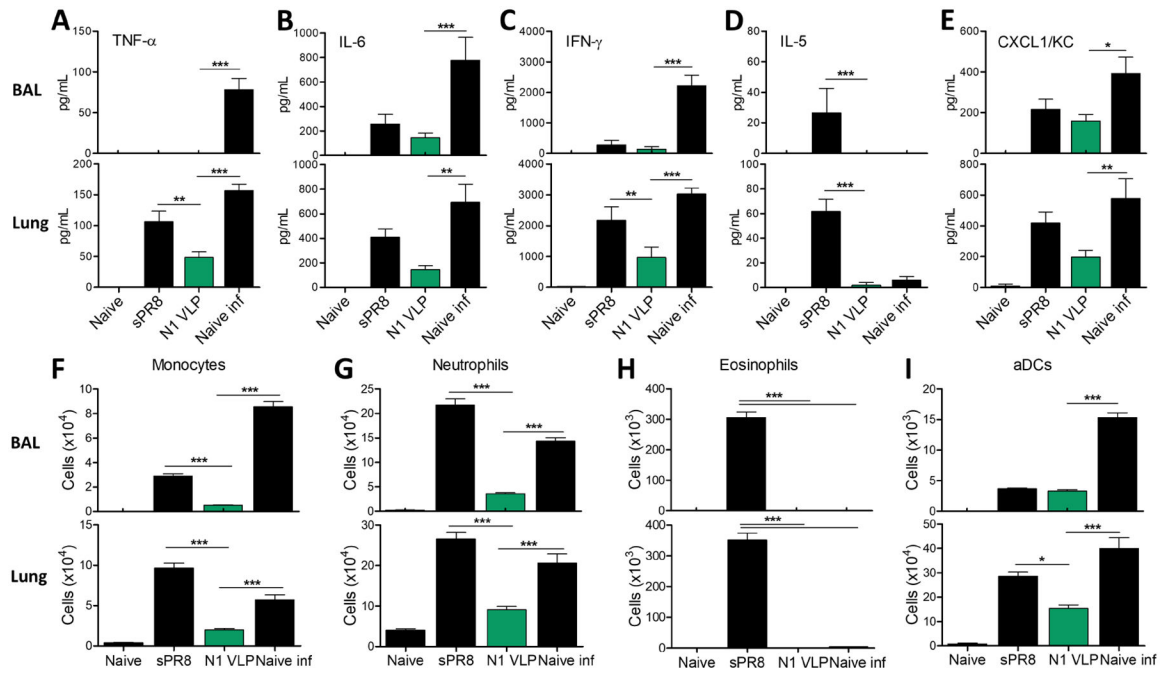 A
TNF-α
B
IL-6
C
IFN-γ
D
IL-5
E
CXCL1/KC
BAL
pg/mL
150
100
50
0
***
pg/mL
1000
800
600
400
200
0
***
pg/mL
4000
3000
2000
1000
0
***
pg/mL
60
40
20
0
***
pg/mL
600
400
200
0
*
Lung
pg/mL
200
150
100
50
0
**
***
pg/mL
1000
800
600
400
200
0
**
pg/mL
4000
3000
2000
1000
0
**
***
pg/mL
100
80
60
40
20
0
***
pg/mL
800
600
400
200
0
**
Naive
sPR8
N1 VLP
Naive inf
Naive
sPR8
N1 VLP
Naive inf
Naive
sPR8
N1 VLP
Naive inf
Naive
sPR8
N1 VLP
Naive inf
Naive
sPR8
N1 VLP
Naive inf
F
Monocytes
G
Neutrophils
H
Eosinophils
I
aDCs
BAL
Cells (x10⁴)
10
8
6
4
2
0
***
***
Cells (x10⁴)
25
20
15
10
5
0
***
***
Cells (x10³)
400
300
200
100
0
***
Cells (x10³)
20
15
10
5
0
***
Lung
Cells (x10⁴)
15
10
5
0
***
***
Cells (x10⁴)
30
20
10
0
***
***
Cells (x10³)
400
300
200
100
0
***
Cells (x10⁴)
50
40
30
20
10
0
*
***
Naive sPR8 N1 VLP Naive inf
Naive sPR8 N1 VLP Naive inf
Naive sPR8 N1 VLP Naive inf
Naive sPR8 N1 VLP Naive inf